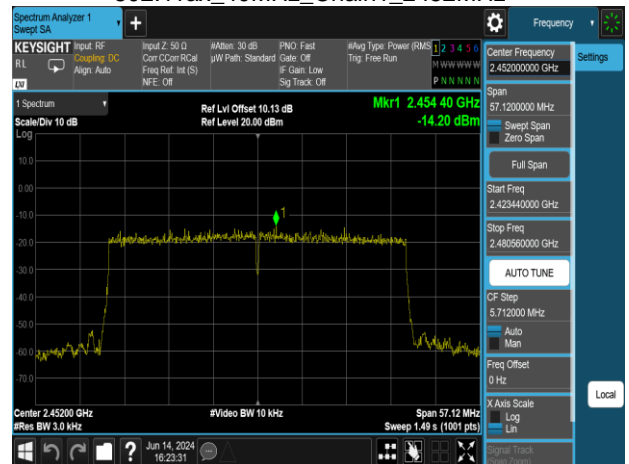 Spectrum Analyzer 1
Swept SA
Frequency
KEYSIGHT
RL
Input: RF
Coupling: DC
Align: Auto
Input Z: 50 Ω
Corr CCorr RCal
Freq Ref: Int (S)
NFE: Off
#Atten: 30 dB
µW Path: Standard
PNO: Fast
Gate: Off
IF Gain: Low
Sig Track: Off
#Avg Type: Power (RMS
Trig: Free Run
1 2 3 4 5 6
M W W W W W
P N N N N N
LXI
1 Spectrum
Scale/Div 10 dB
Log
Ref Lvl Offset 10.13 dB
Ref Level 20.00 dBm
Mkr1 2.454 40 GHz
-14.20 dBm
10.0
0.00
-10.0
-20.0
-30.0
-40.0
-50.0
-60.0
-70.0
1
Center 2.45200 GHz
#Res BW 3.0 kHz
#Video BW 10 kHz
Span 57.12 MHz
Sweep 1.49 s (1001 pts)
Jun 14, 2024
16:23:31
Center Frequency
2.452000000 GHz
Span
57.1200000 MHz
Swept Span
Zero Span
Full Span
Start Freq
2.423440000 GHz
Stop Freq
2.480560000 GHz
AUTO TUNE
CF Step
5.712000 MHz
Auto
Man
Freq Offset
0 Hz
X Axis Scale
Log
Lin
Signal Track
Settings
Local